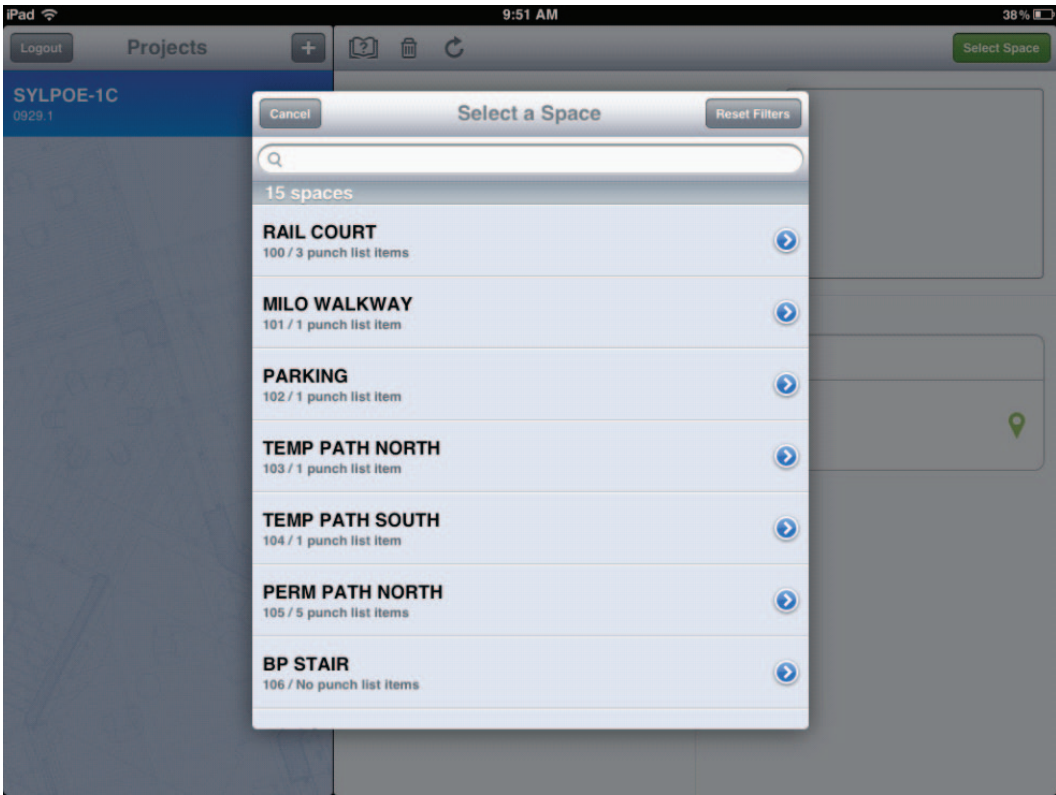 iPad 9:51 AM 38%
Logout Projects + Select Space
SYLPOE-1C
0929.1
Cancel Select a Space Reset Filters
15 spaces
RAIL COURT
100 / 3 punch list items
MILO WALKWAY
101 / 1 punch list item
PARKING
102 / 1 punch list item
TEMP PATH NORTH
103 / 1 punch list item
TEMP PATH SOUTH
104 / 1 punch list item
PERM PATH NORTH
105 / 5 punch list items
BP STAIR
106 / No punch list items